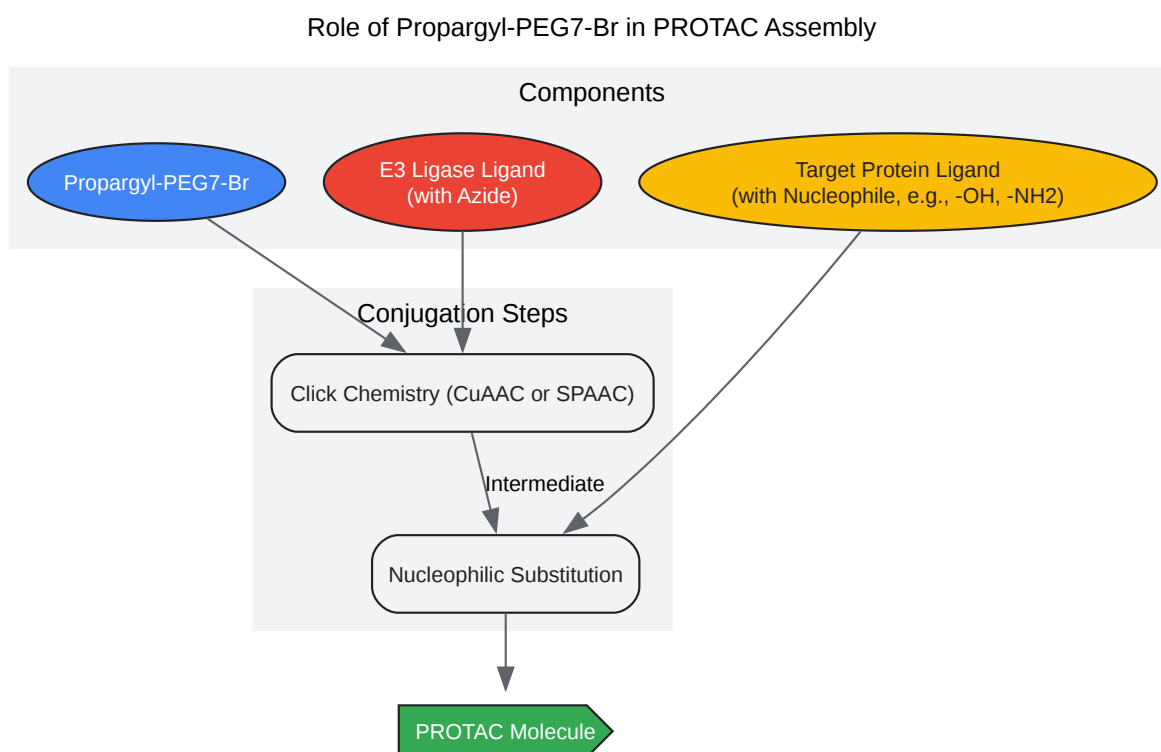 Role of Propargyl-PEG7-Br in PROTAC Assembly
Components
Propargyl-PEG7-Br
E3 Ligase Ligand
(with Azide)
Target Protein Ligand
(with Nucleophile, e.g., -OH, -NH2)
Conjugation Steps
Click Chemistry (CuAAC or SPAAC)
Intermediate
Nucleophilic Substitution
PROTAC Molecule